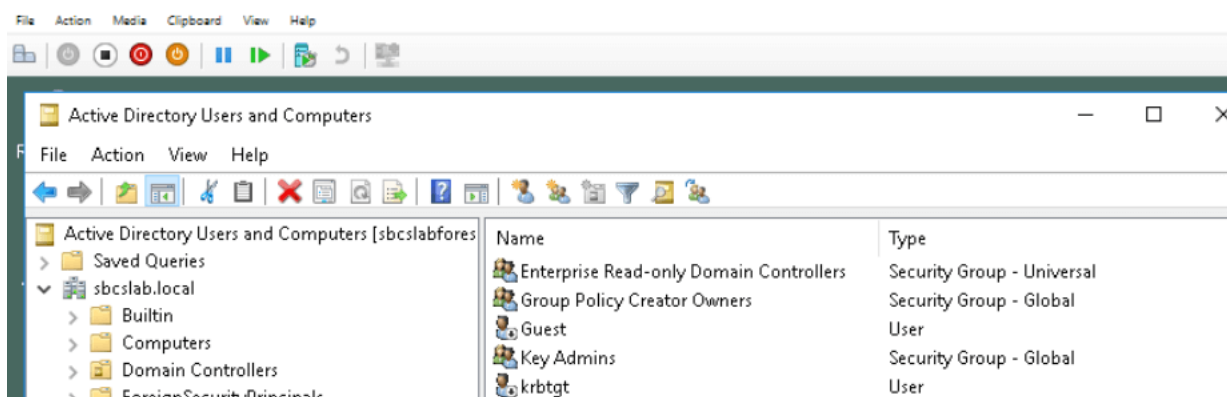 File Action Media Clipboard View Help
Active Directory Users and Computers
File Action View Help
Active Directory Users and Computers [sbcslabfores
Saved Queries
sbcslab.local
Builtin
Computers
Domain Controllers
ForeignSecurityPrincipals
Name Type
Enterprise Read-only Domain Controllers Security Group - Universal
Group Policy Creator Owners Security Group - Global
Guest User
Key Admins Security Group - Global
krbtgt User